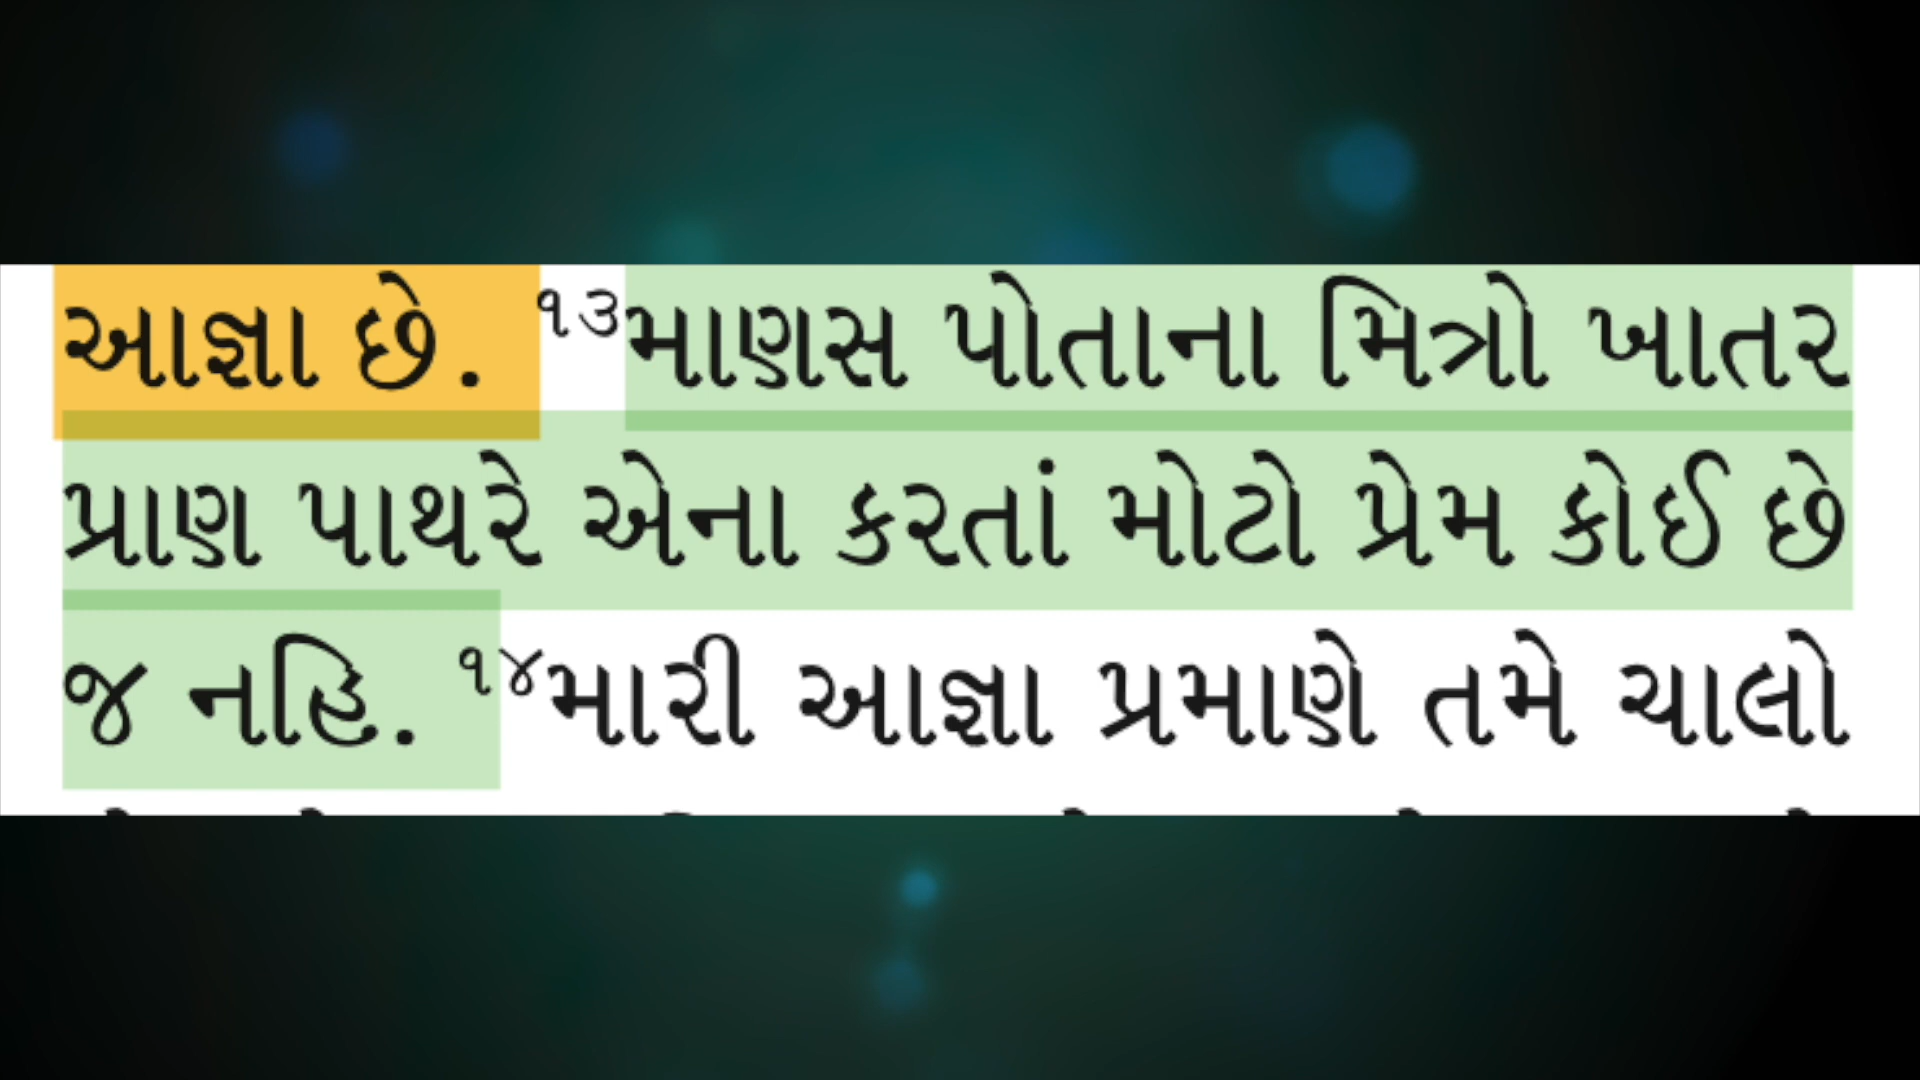 આજ્ઞા છે. ૧૩માણસ પોતાના મિત્રો ખાતર
પ્રાણ પાથરે એના કરતાં મોટો પ્રેમ કોઈ છે
જ નહિ. ૧૪મારી આજ્ઞા પ્રમાણે તમે ચાલો